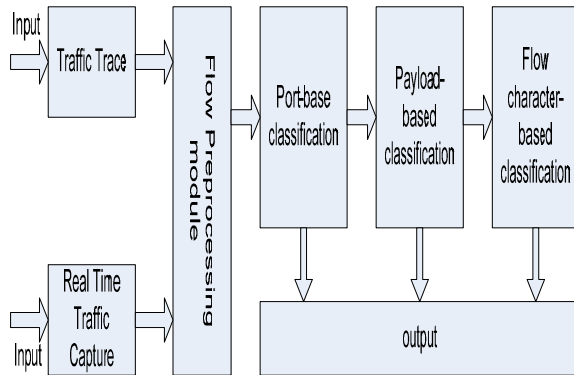 Input
Traffic Trace
Flow Preprocessing
module
Port-base
classification
Payload-
based
classification
Flow
character-
based
classification
Real Time
Traffic
Capture
Input
output